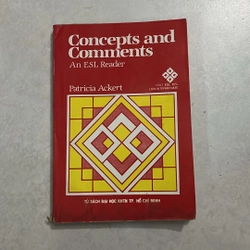 Concepts and
Comments
An ESL Reader
Patricia Ackert
TỦ SÁCH ĐẠI HỌC KHTN TP. HỒ CHÍ MINH